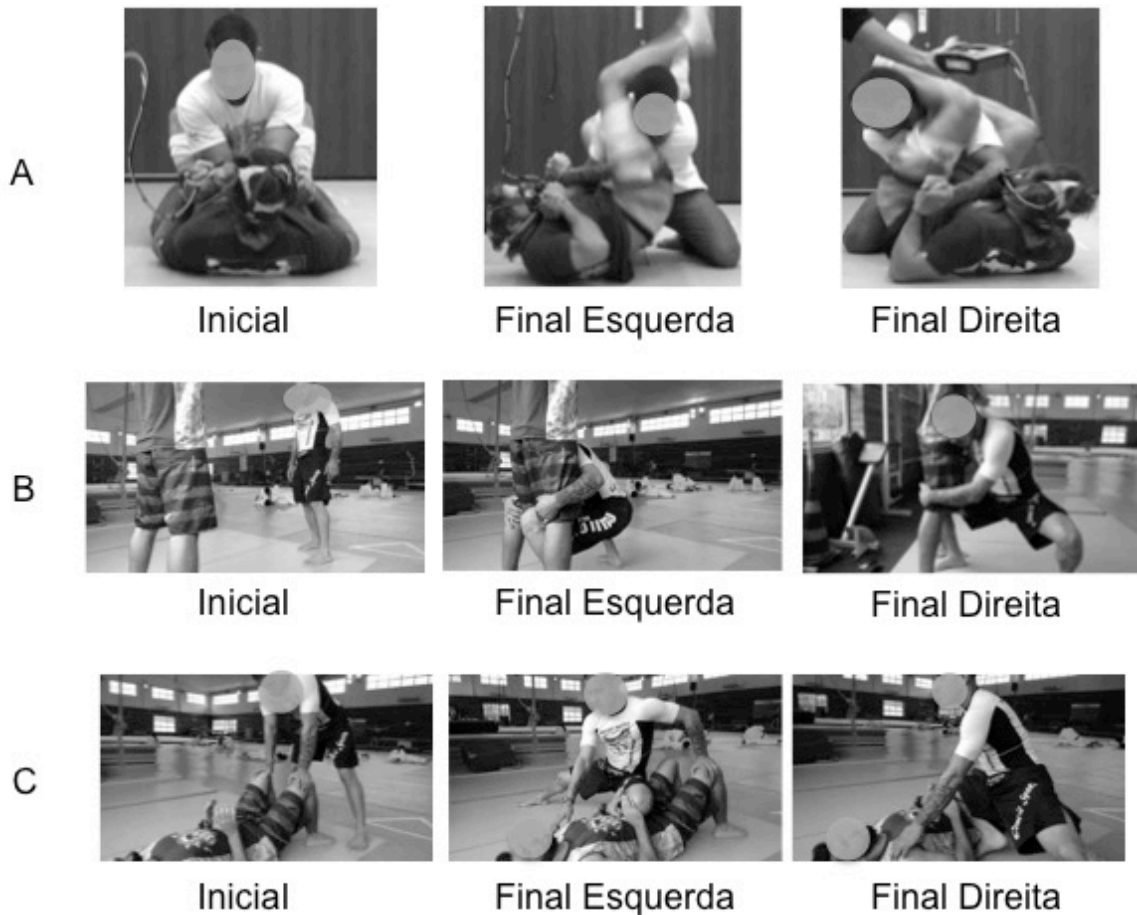 A
Inicial
Final Esquerda
Final Direita
B
Inicial
Final Esquerda
Final Direita
C
Inicial
Final Esquerda
Final Direita